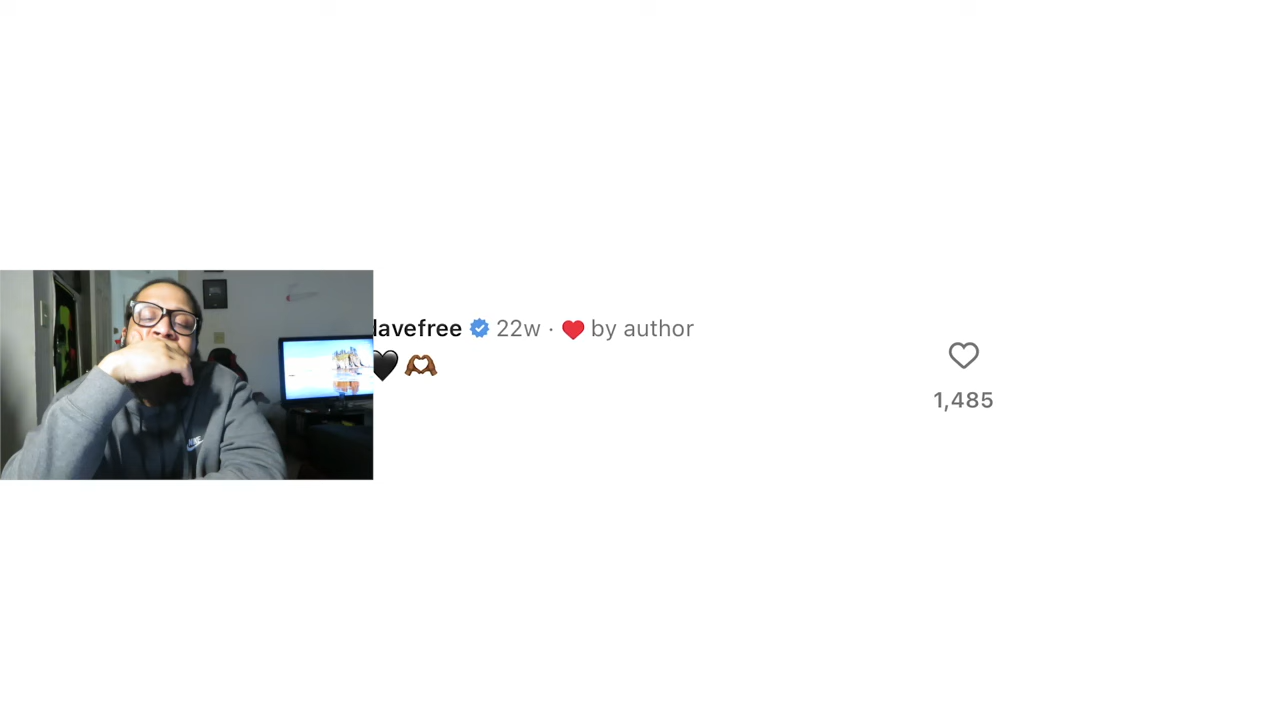 davefree 22w · ❤️ by author
🖤 🫶🏾
1,485